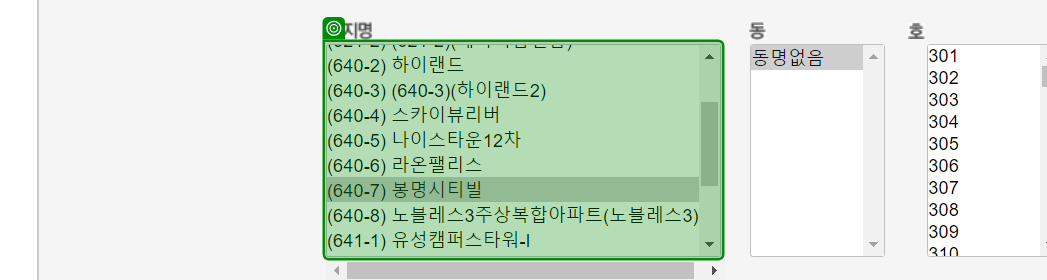 지명
동
호
(640-2) 하이랜드
(640-3) (640-3)(하이랜드2)
(640-4) 스카이뷰리버
(640-5) 나이스타운12차
(640-6) 라온팰리스
(640-7) 봉명시티빌
(640-8) 노블레스3주상복합아파트(노블레스3)
(641-1) 유성캠퍼스타워-I
동명없음
301
302
303
304
305
306
307
308
309
310